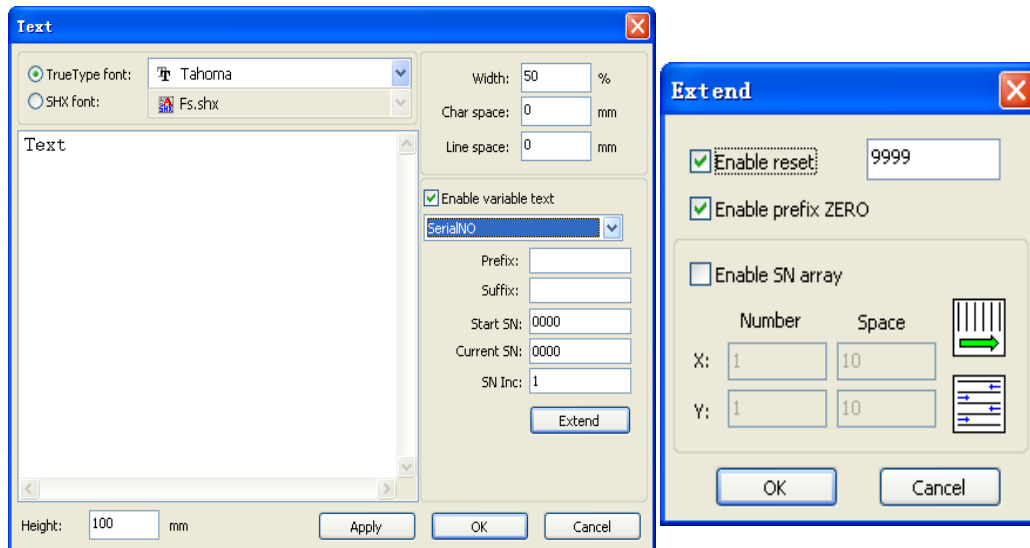 Text
TrueType font: Tahoma
SHX font: Fs.shx
Text
Width: 50 %
Char space: 0 mm
Line space: 0 mm
Enable variable text
SerialNO
Prefix:
Suffix:
Start SN: 0000
Current SN: 0000
SN Inc: 1
Extend
Height: 100 mm
Apply
OK
Cancel
Extend
Enable reset 9999
Enable prefix ZERO
Enable SN array
Number Space
X: 1 10
Y: 1 10
OK Cancel